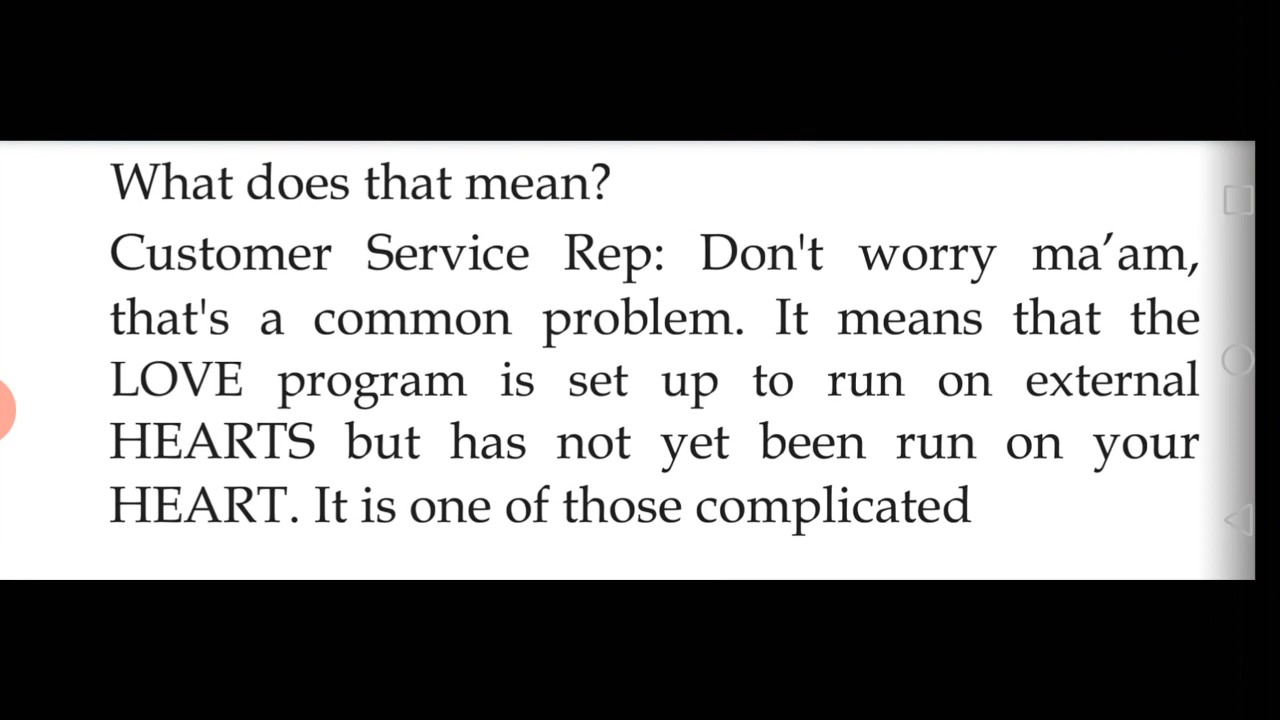 What does that mean?
Customer Service Rep: Don't worry ma’am,
that's a common problem. It means that the
LOVE program is set up to run on external
HEARTS but has not yet been run on your
HEART. It is one of those complicated